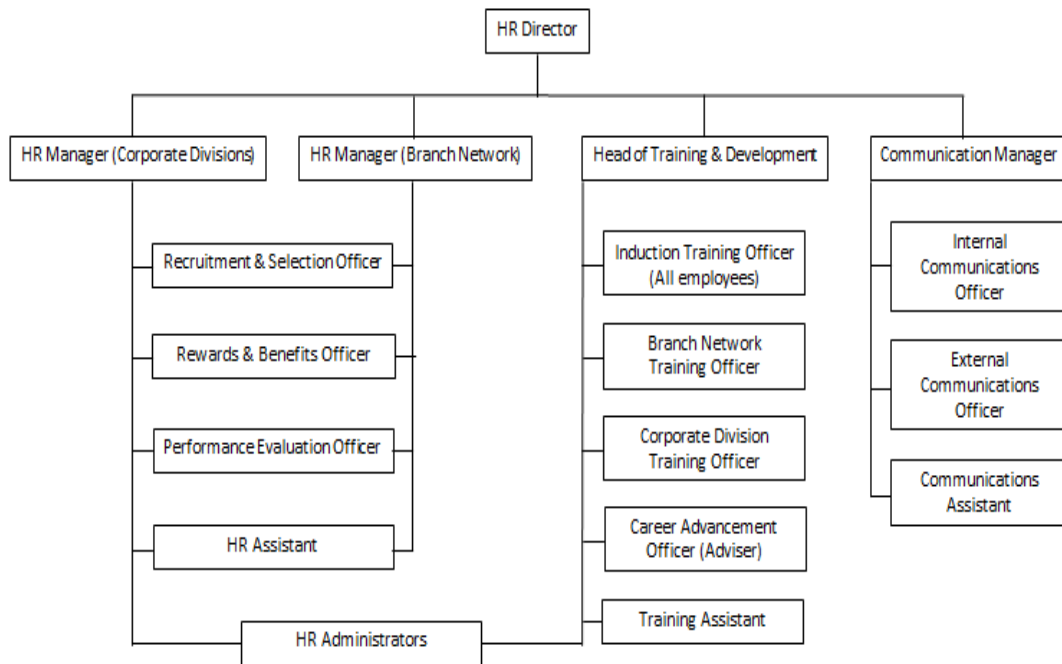 HR Director
HR Manager (Corporate Divisions)
HR Manager (Branch Network)
Head of Training & Development
Communication Manager
Recruitment & Selection Officer
Rewards & Benefits Officer
Performance Evaluation Officer
HR Assistant
HR Administrators
Induction Training Officer
(All employees)
Branch Network
Training Officer
Corporate Division
Training Officer
Career Advancement
Officer (Adviser)
Training Assistant
Internal
Communications
Officer
External
Communications
Officer
Communications
Assistant